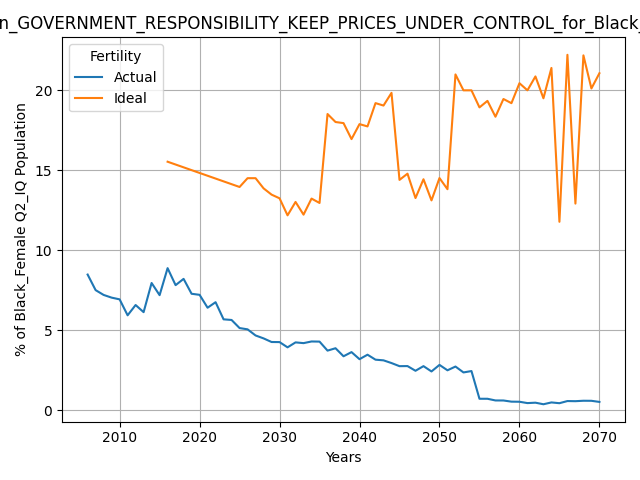 n_GOVERNMENT_RESPONSIBILITY_KEEP_PRICES_UNDER_CONTROL_for_Black_
Fertility
Actual
Ideal
% of Black_Female Q2_IQ Population
20
15
10
5
0
2010 2020 2030 2040 2050 2060 2070
Years